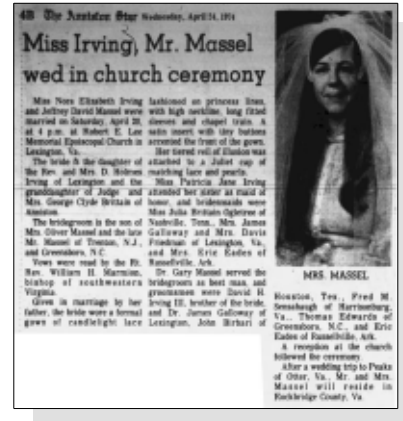 4B The Anniston Star Wednesday, April 24, 1974
Miss Irving, Mr. Massel
wed in church ceremony
Miss Nora Elizabeth Irving
and Jeffrey David Massel were
married on Saturday, April 20,
at 4 p.m. at Robert E. Lee
Memorial Episcopal Church in
Lexington, Va.
The bride is the daughter of
the Rev. and Mrs. D. Holmes
Irving of Lexington and the
granddaughter of Judge and
Mrs. George Clyde Brittain of
Anniston.
The bridegroom is the son of
Mrs. Oliver Massel and the late
Mr. Massel of Trenton, N.J.,
and Greensboro, N.C.
Vows were read by the Rt.
Rev. William H. Marmion,
bishop of southwestern
Virginia.
Given in marriage by her
father, the bride wore a formal
gown of candlelight lace
fashioned on princess lines,
with high neckline, long fitted
sleeves and chapel train. A
satin insert with tiny buttons
accented the front of the gown.
Her tiered veil of illusion was
attached to a Juliet cap of
matching lace and pearls.
Miss Patricia Jane Irving
attended her sister as maid of
honor, and bridesmaids were
Miss Julia Brittain Ogletree of
Nashville, Tenn., Mrs. James
Galloway and Mrs. Davis
Friedman of Lexington, Va.,
and Mrs. Eric Eades of
Russellville, Ark.
Dr. Gary Massel served the
bridegroom as best man, and
groomsmen were David H.
Irving III, brother of the bride,
and Dr. James Galloway of
Lexington, John Birhari of
MRS. MASSEL
Houston, Tex., Fred M.
of Harrisonburg,
Va., Thomas Edwards of
Greensboro, N.C., and Eric
Eades of Russellville, Ark.
A reception at the church
followed the ceremony.
After a wedding trip to Peaks
of Otter, Va., Mr. and Mrs.
Massel will reside in
Rockbridge County, Va.